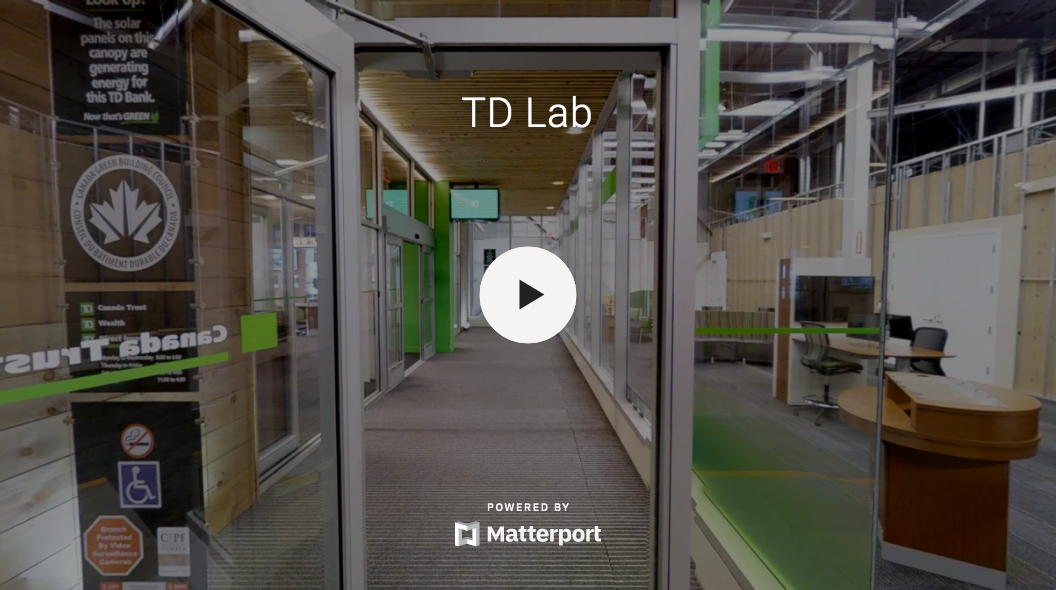 Look up!
The solar
panels on this
canopy are
generating
energy for
this TD Bank.
Now that's GREEN
CANADA GREEN BUILDING COUNCIL
CONSEIL DU BÂTIMENT DURABLE DU CANADA
TD Canada Trust
TD Wealth
Canada Trust
Branch
Protected
By Video
Surveillance
Cameras
TD Lab
POWERED BY
Matterport